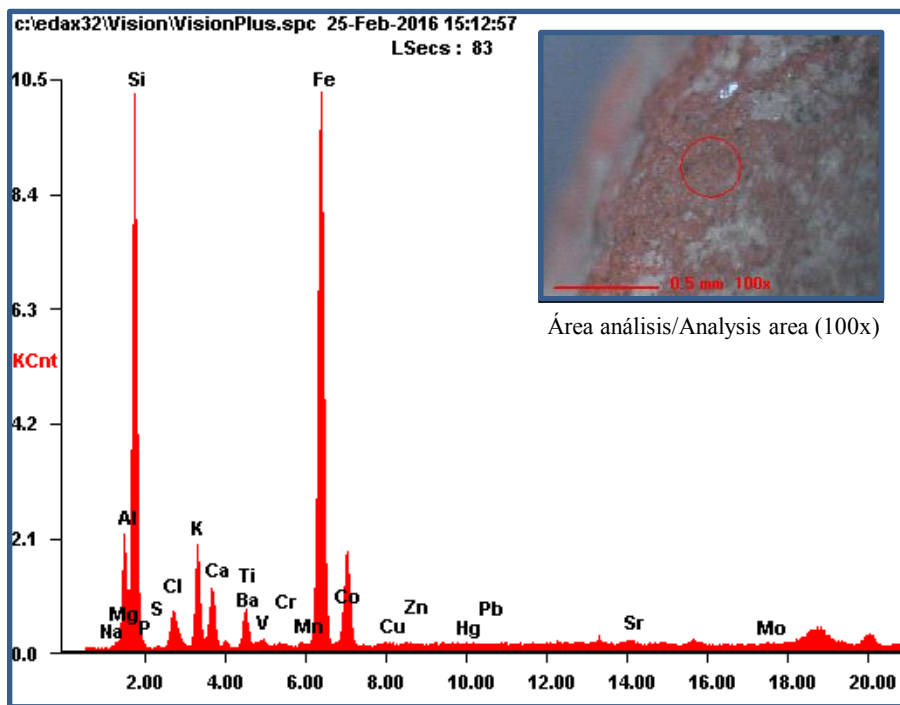 c:\edax32\Vision\VisionPlus.spc 25-Feb-2016 15:12:57
LSecs : 83
10.5
8.4
6.3
KCnt
4.2
2.1
0.0
Si
Fe
Al
K
Cl
Ca
Ti
Ba
S
Mg
Na
P
V
Cr
Mn
Co
Cu
Zn
Hg
Pb
Sr
Mo
2.00 4.00 6.00 8.00 10.00 12.00 14.00 16.00 18.00 20.00
0.5 mm 100x
Área análisis/Analysis area (100x)